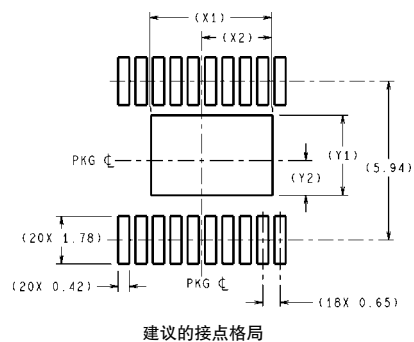 (X1)
(X2)
PKG ℄
(Y1)
(Y2)
(5.94)
(20X 1.78)
(20X 0.42)
PKG ℄
(18X 0.65)
建议的接点格局